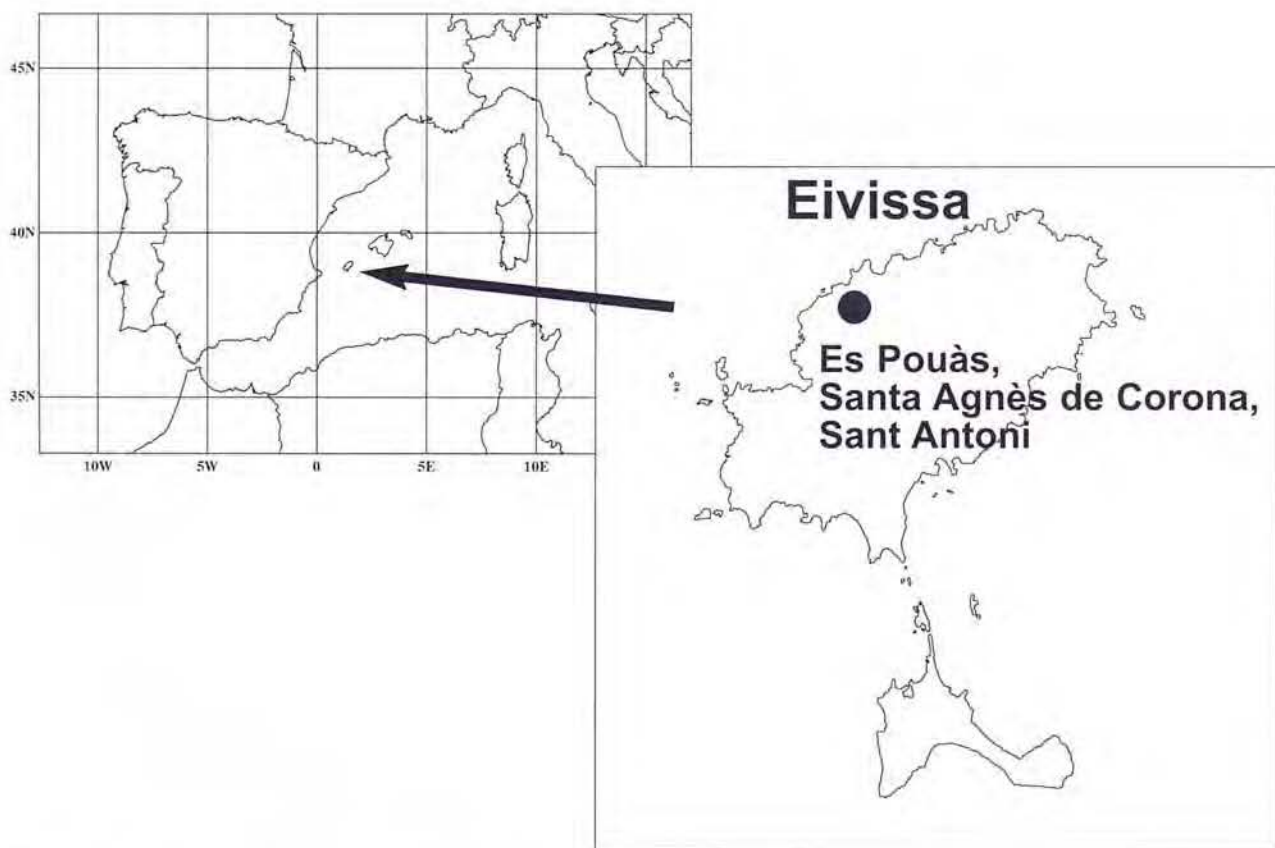 45N
40N
35N
10W
5W
0
5E
10E
Eivissa
Es Pouàs,
Santa Agnès de Corona,
Sant Antoni